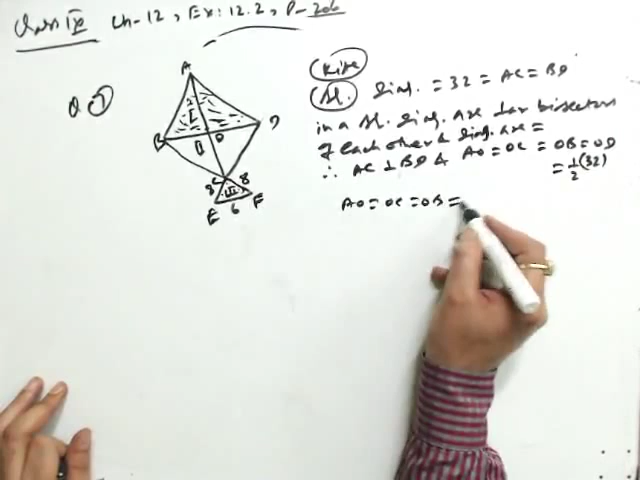 Class IX Ch-12, Ex: 12.2, P-206
Q 7
A
B
D
I
II
O
C
8
8
III
E
6
F
(Kite)
(Sq.) diag. = 32 = AC = BD
in a sq. diag. are ⊥ar bisectors
of each other & diag. are =
∴ AC ⊥ BD & AO = OC = OB = OD
= 1/2 (32)
AO = OC = OB =